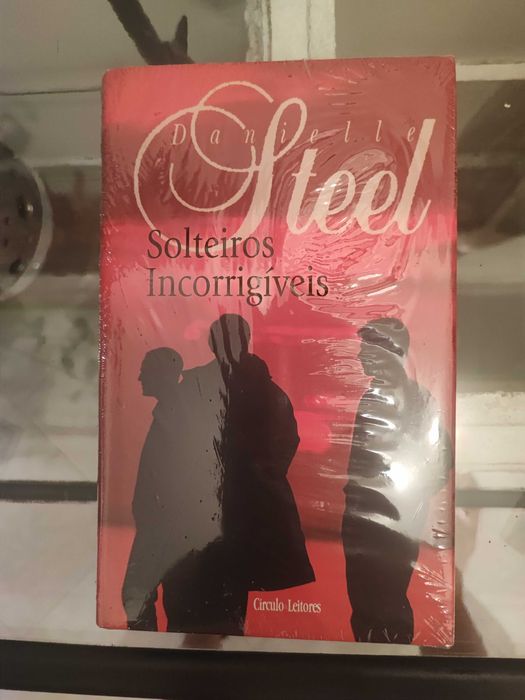 Danielle
Steel
Solteiros
Incorrigíveis
Círculo Leitores